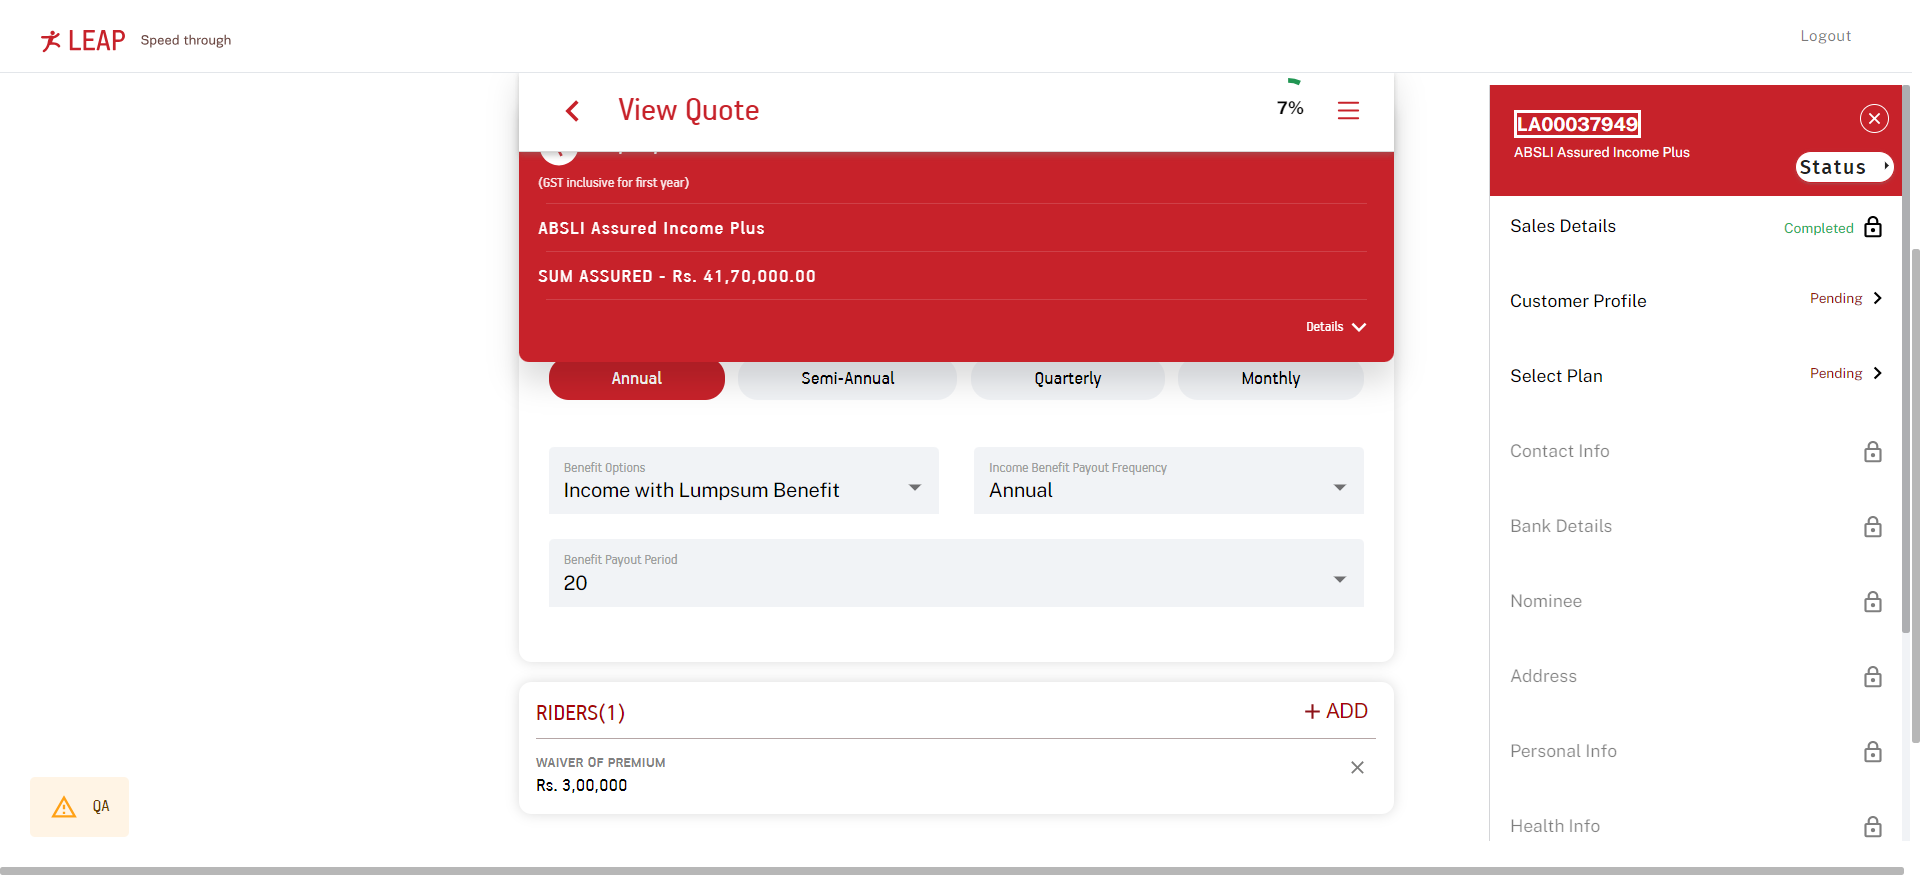 LEAP Speed through
Logout
View Quote
7%
(GST inclusive for first year)
ABSLI Assured Income Plus
SUM ASSURED - Rs. 41,70,000.00
Details
Annual Semi-Annual Quarterly Monthly
Benefit Options
Income with Lumpsum Benefit
Income Benefit Payout Frequency
Annual
Benefit Payout Period
20
RIDERS(1)
+ ADD
WAIVER OF PREMIUM
Rs. 3,00,000
QA
LA00037949
ABSLI Assured Income Plus
Status
Sales Details Completed
Customer Profile Pending
Select Plan Pending
Contact Info
Bank Details
Nominee
Address
Personal Info
Health Info